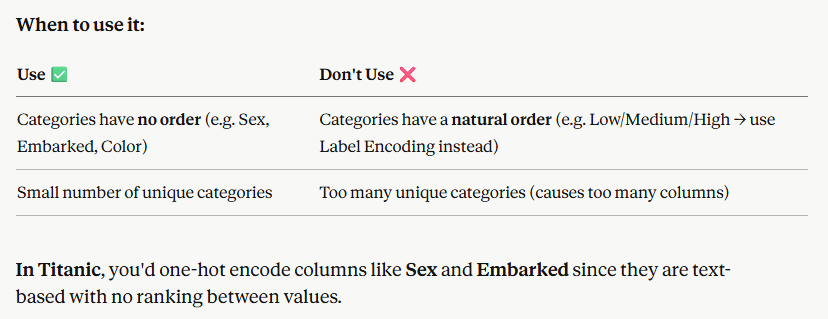 When to use it:
Use ✅ Don't Use ❌
Categories have no order (e.g. Sex, Embarked, Color) Categories have a natural order (e.g. Low/Medium/High → use Label Encoding instead)
Small number of unique categories Too many unique categories (causes too many columns)
In Titanic, you'd one-hot encode columns like Sex and Embarked since they are text-
based with no ranking between values.